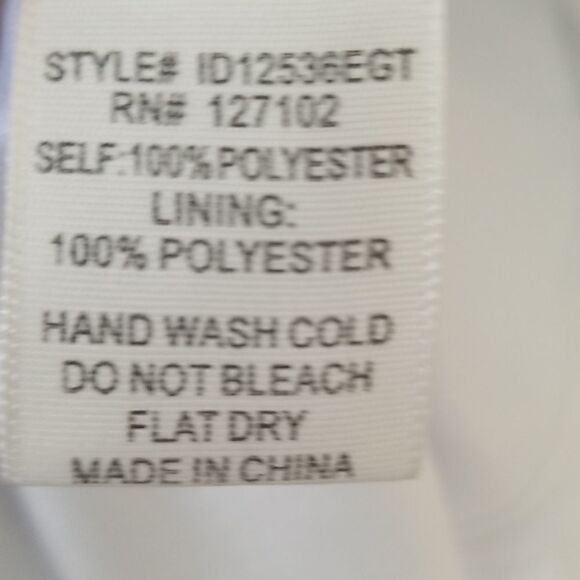 STYLE# ID12536EGT
RN# 127102
SELF:100% POLYESTER
LINING:
100% POLYESTER
HAND WASH COLD
DO NOT BLEACH
FLAT DRY
MADE IN CHINA